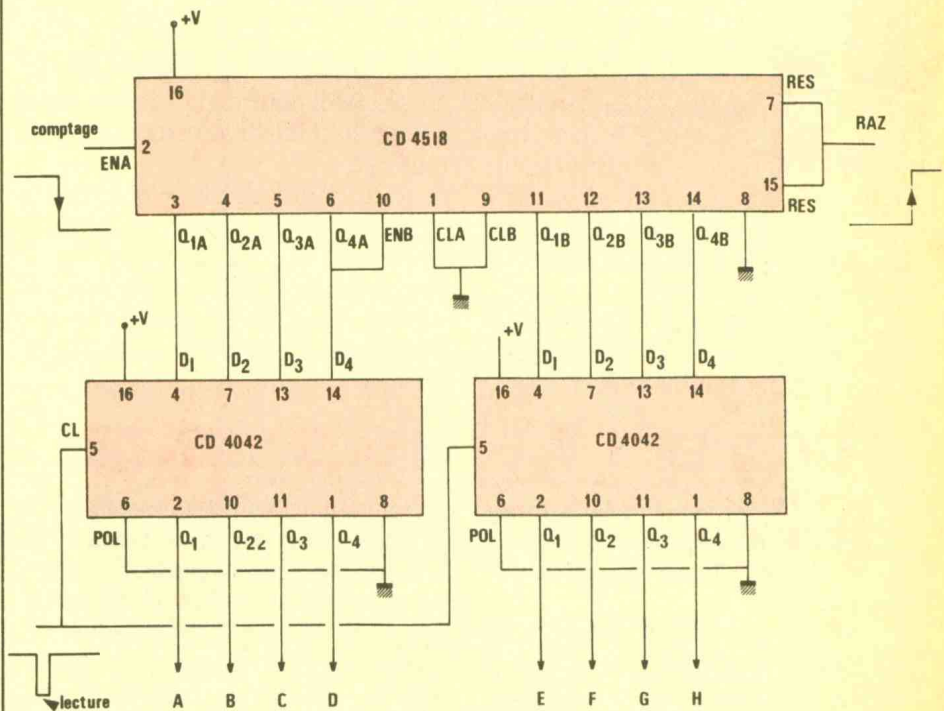 +V
16
RES
7
comptage
2
CD 4518
RAZ
ENA
15
3 4 5 6 10 1 9 11 12 13 14 8
RES
Q1A Q2A Q3A Q4A ENB CLA CLB Q1B Q2B Q3B Q4B
+V
+V
D1 D2 D3 D4
D1 D2 D3 D4
16 4 7 13 14
16 4 7 13 14
CL
5
CD 4042
5
CD 4042
6 2 10 11 1 8
6 2 10 11 1 8
POL Q1 Q22 Q3 Q4
POL Q1 Q2 Q3 Q4
lecture
A B C D
E F G H